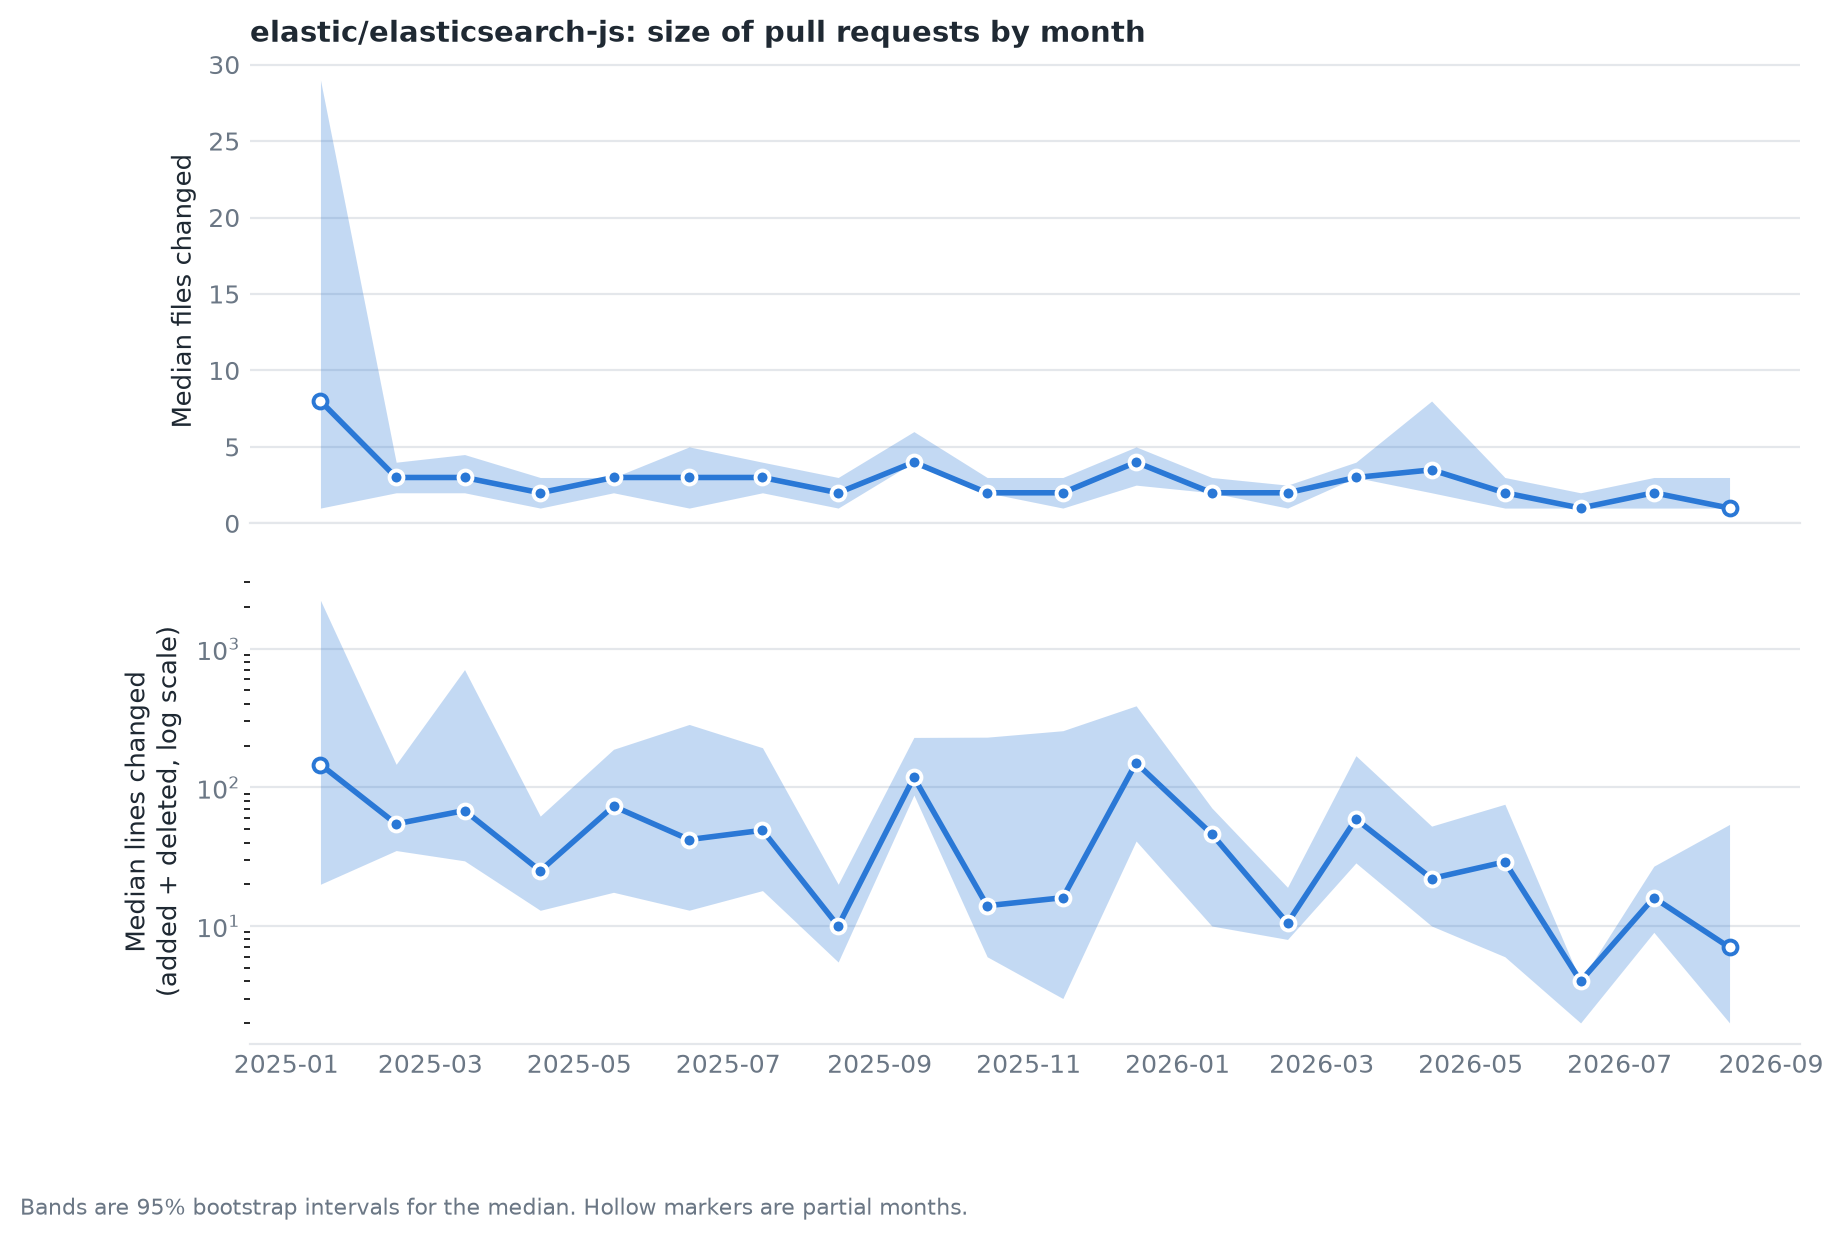 elastic/elasticsearch-js: size of pull requests by month
Median files changed
30
25
20
15
10
5
0
Median lines changed
(added + deleted, log scale)
10³
10²
10¹
2025-01 2025-03 2025-05 2025-07 2025-09 2025-11 2026-01 2026-03 2026-05 2026-07 2026-09
Bands are 95% bootstrap intervals for the median. Hollow markers are partial months.